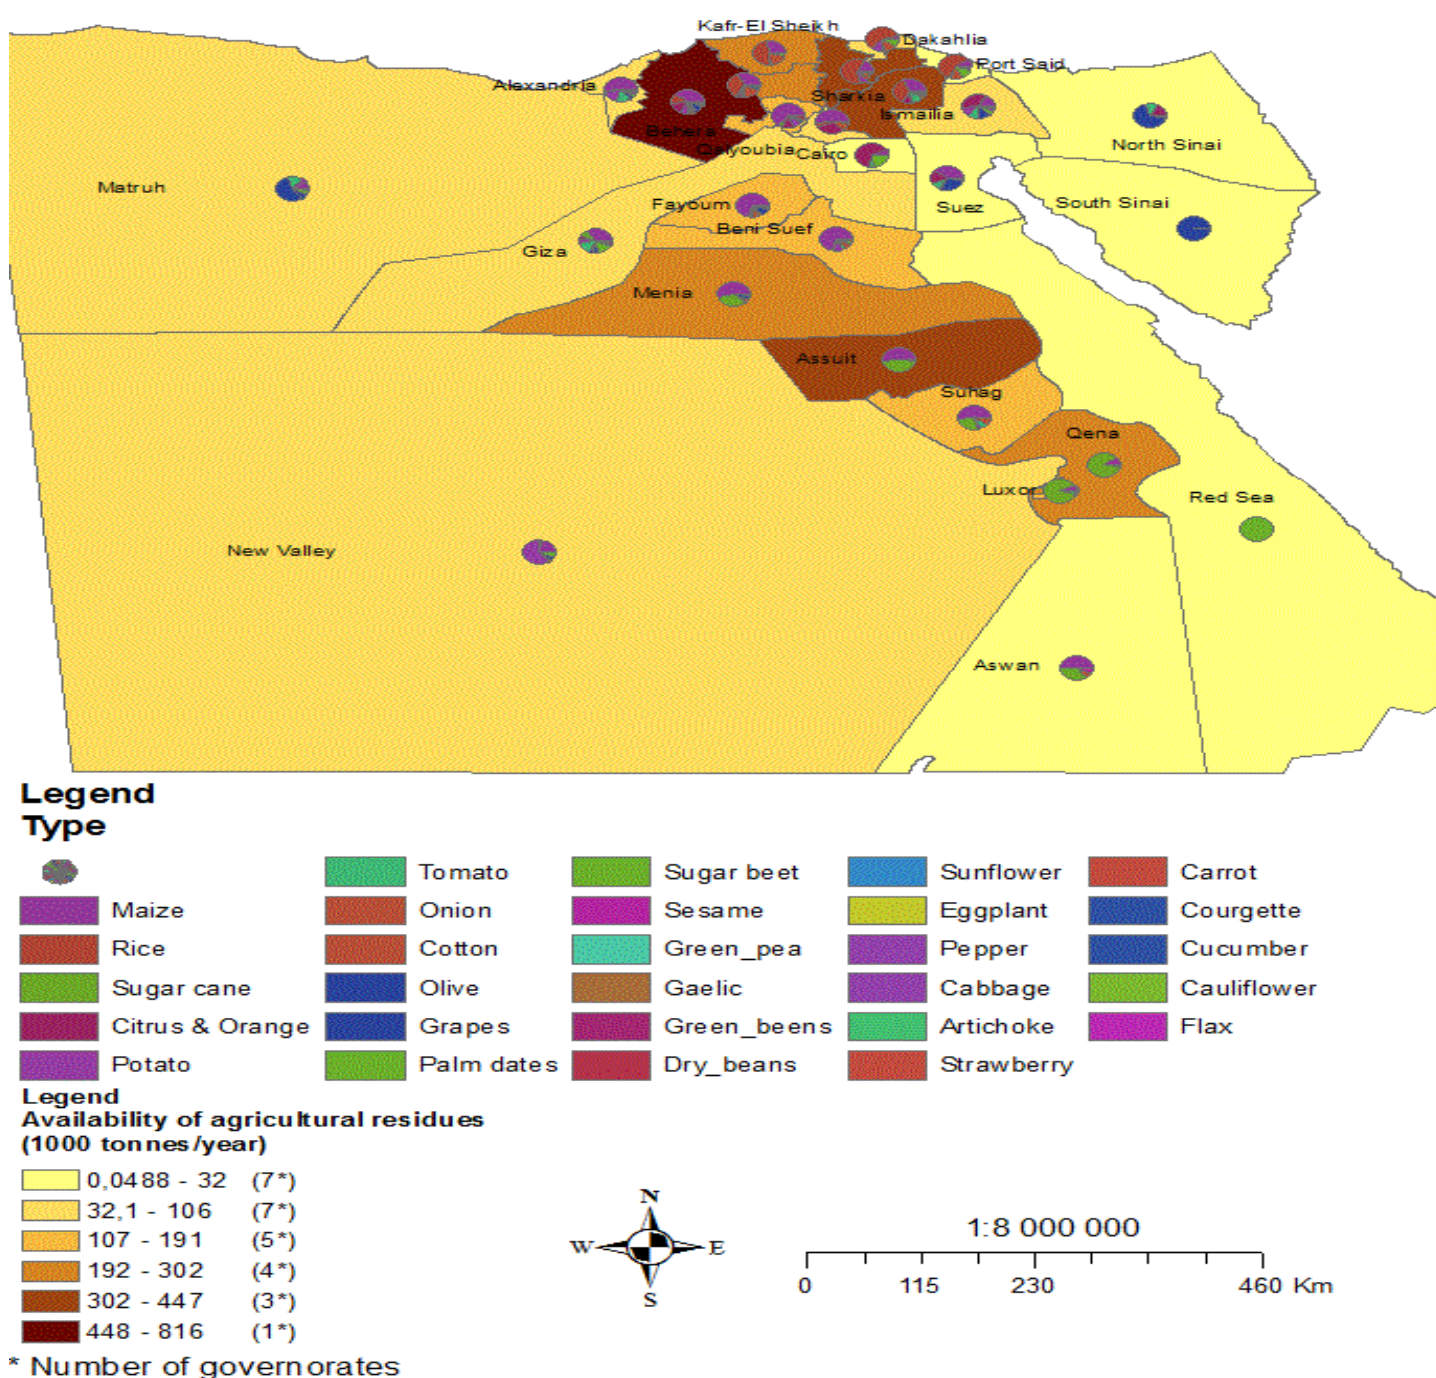 Kafr-El Sheikh
Dakahlia
Port Said
Alexandria
Sharkia
Ismailia
Behera
Qalyoubia
Cairo
North Sinai
Matruh
Suez
South Sinai
Fayoum
Beni Suef
Giza
Menia
Assuit
Suhag
Qena
Luxor
Red Sea
New Valley
Aswan
Legend
Type
Tomato Sugar beet Sunflower Carrot
Maize Onion Sesame Eggplant Courgette
Rice Cotton Green_pea Pepper Cucumber
Sugar cane Olive Gaelic Cabbage Cauliflower
Citrus & Orange Grapes Green_beens Artichoke Flax
Potato Palm dates Dry_beans Strawberry
Legend
Availability of agricultural residues
(1000 tonnes/year)
0,0488 - 32 (7*)
32,1 - 106 (7*)
107 - 191 (5*)
192 - 302 (4*)
302 - 447 (3*)
448 - 816 (1*)
* Number of governorates
N
W E
S
1:8 000 000
0 115 230 460 Km